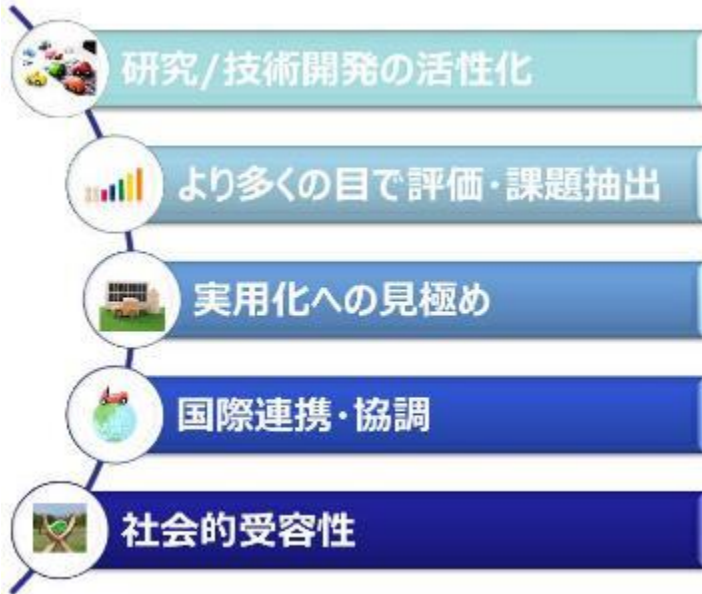 研究/技術開発の活性化
より多くの目で評価・課題抽出
実用化への見極め
国際連携・協調
社会的受容性